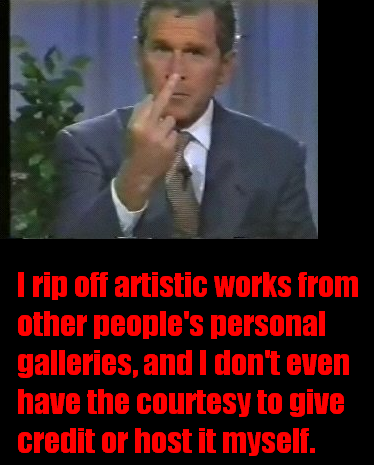 I rip off artistic works from
other people's personal
galleries, and I don't even
have the courtesy to give
credit or host it myself.